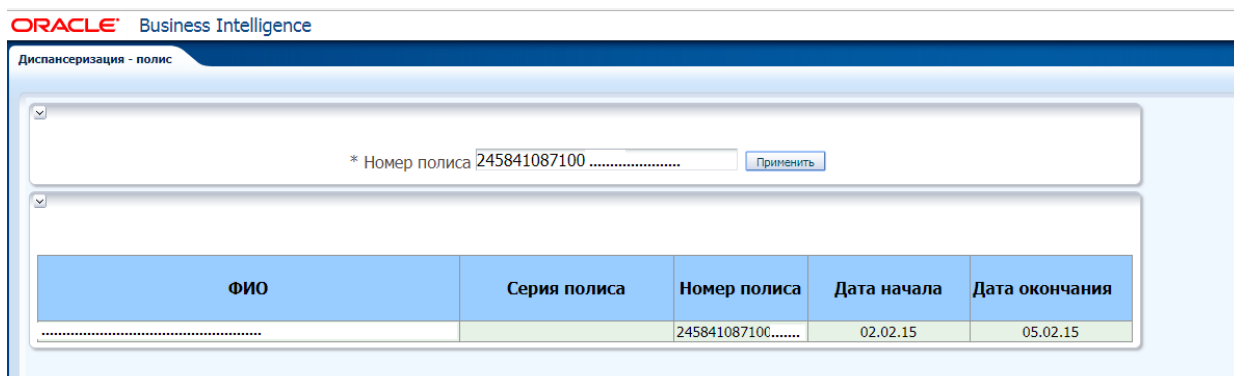 ORACLE Business Intelligence
Диспансеризация - полис
* Номер полиса 245841087100 ...................... Применить
ФИО Серия полиса Номер полиса Дата начала Дата окончания
...................................................... 245841087100....... 02.02.15 05.02.15